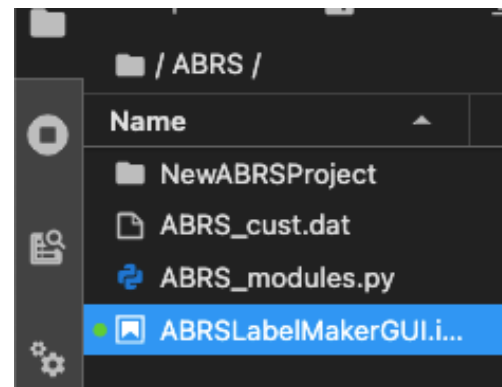 / ABRS /
Name
NewABRSProject
ABRS_cust.dat
ABRS_modules.py
ABRSLabelMakerGUI.i...